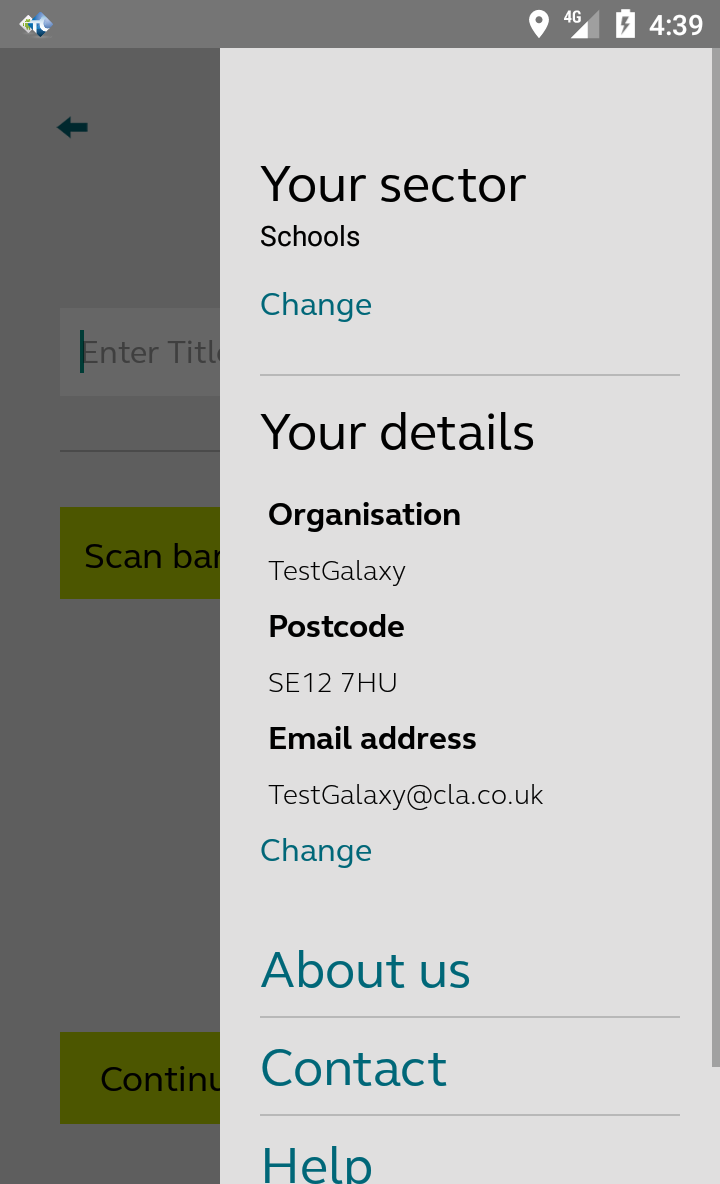 4G 4:39
Your sector
Schools
Change
Enter Title
Your details
Organisation
Scan bar
TestGalaxy
Postcode
SE12 7HU
Email address
TestGalaxy@cla.co.uk
Change
About us
Contact
Continu
Help